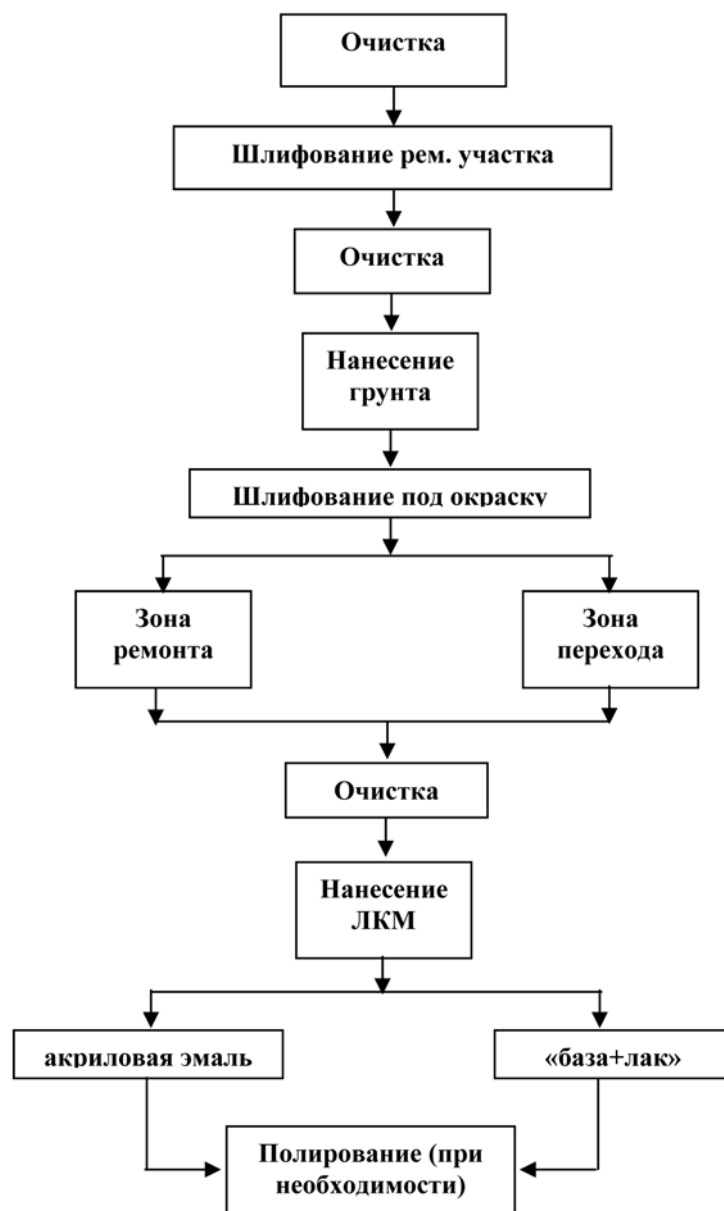 Очистка
Шлифование рем. участка
Очистка
Нанесение
грунта
Шлифование под окраску
Зона
ремонта
Зона
перехода
Очистка
Нанесение
ЛКМ
акриловая эмаль
«база+лак»
Полирование (при
необходимости)